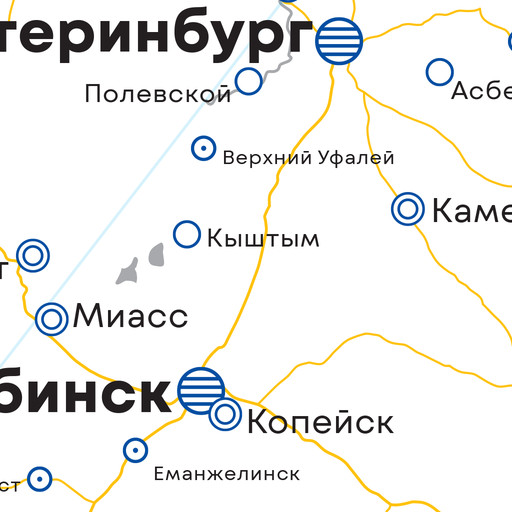 теринбург
Полевской
Асбе
Верхний Уфалей
Каме
Кыштым
т
Миасс
бинск
Копейск
Еманжелинск
ст